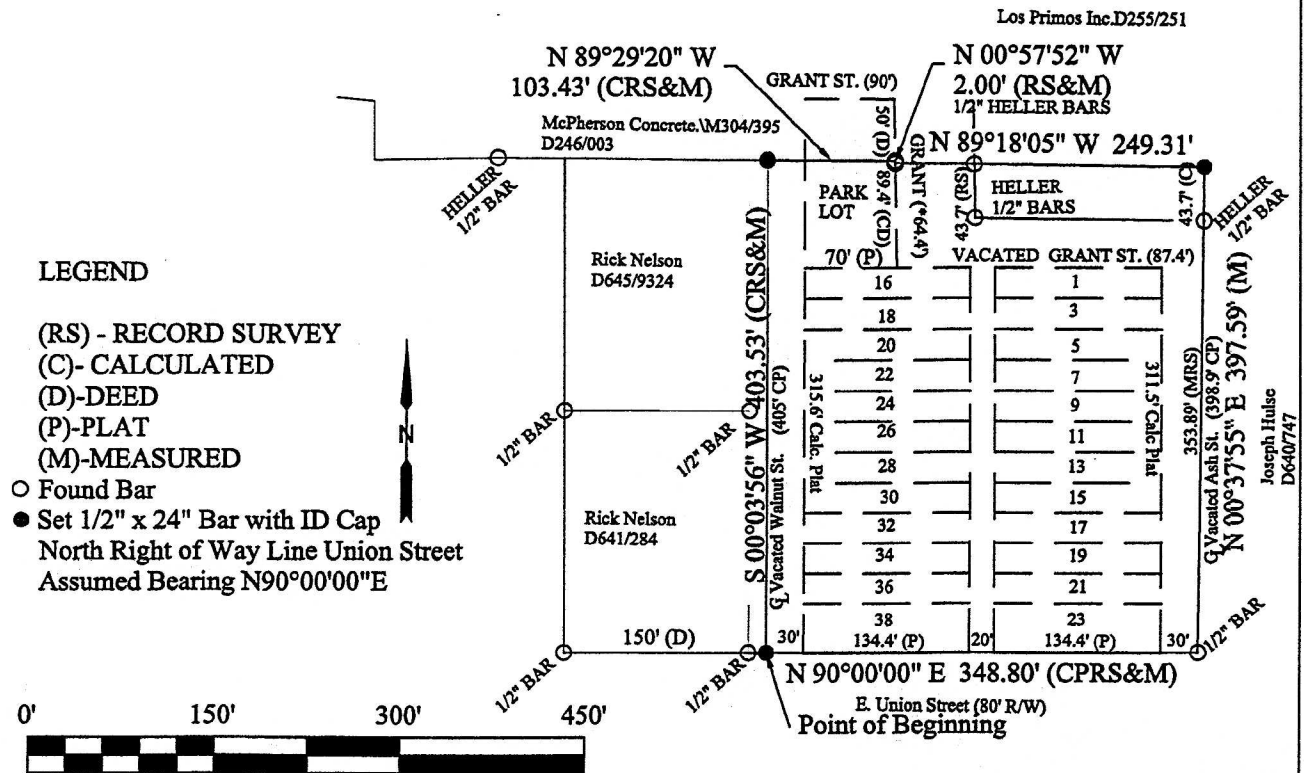 Los Primos Inc.D255/251
N 89°29'20" W
103.43' (CRS&M)
N 00°57'52" W
2.00' (RS&M)
1/2" HELLER BARS
GRANT ST. (90')
McPherson Concrete.\M304/395
D246/003
50' (D)
N 89°18'05" W 249.31'
HELLER
1/2" BAR
PARK
LOT
89.4' (CD)
GRANT (*64.4')
43.7' (RS)
HELLER
1/2" BARS
43.7' (C)
HELLER
1/2" BAR
LEGEND
(RS) - RECORD SURVEY
(C)- CALCULATED
(D)-DEED
(P)-PLAT
(M)-MEASURED
Found Bar
Set 1/2" x 24" Bar with ID Cap
North Right of Way Line Union Street
Assumed Bearing N90°00'00"E
N
Rick Nelson
D645/9324
70' (P)
VACATED GRANT ST. (87.4')
16
1
18
3
20
5
22
7
24
9
26
11
28
13
30
15
32
17
34
19
36
21
38
23
S 00°03'56" W 403.53' (CRS&M)
CL Vacated Walnut St. (405' CP)
315.6' Calc. Plat
311.5' Calc Plat
353.89' (MRS)
CL Vacated Ash St. (398.9' CP)
N 00°37'55" E 397.59' (M)
Joseph Hulse
D640/747
1/2" BAR
1/2" BAR
Rick Nelson
D641/284
150' (D)
30'
134.4' (P)
20'
134.4' (P)
30'
1/2" BAR
1/2" BAR
1/2" BAR
N 90°00'00" E 348.80' (CPRS&M)
E. Union Street (80' R/W)
Point of Beginning
0'
150'
300'
450'